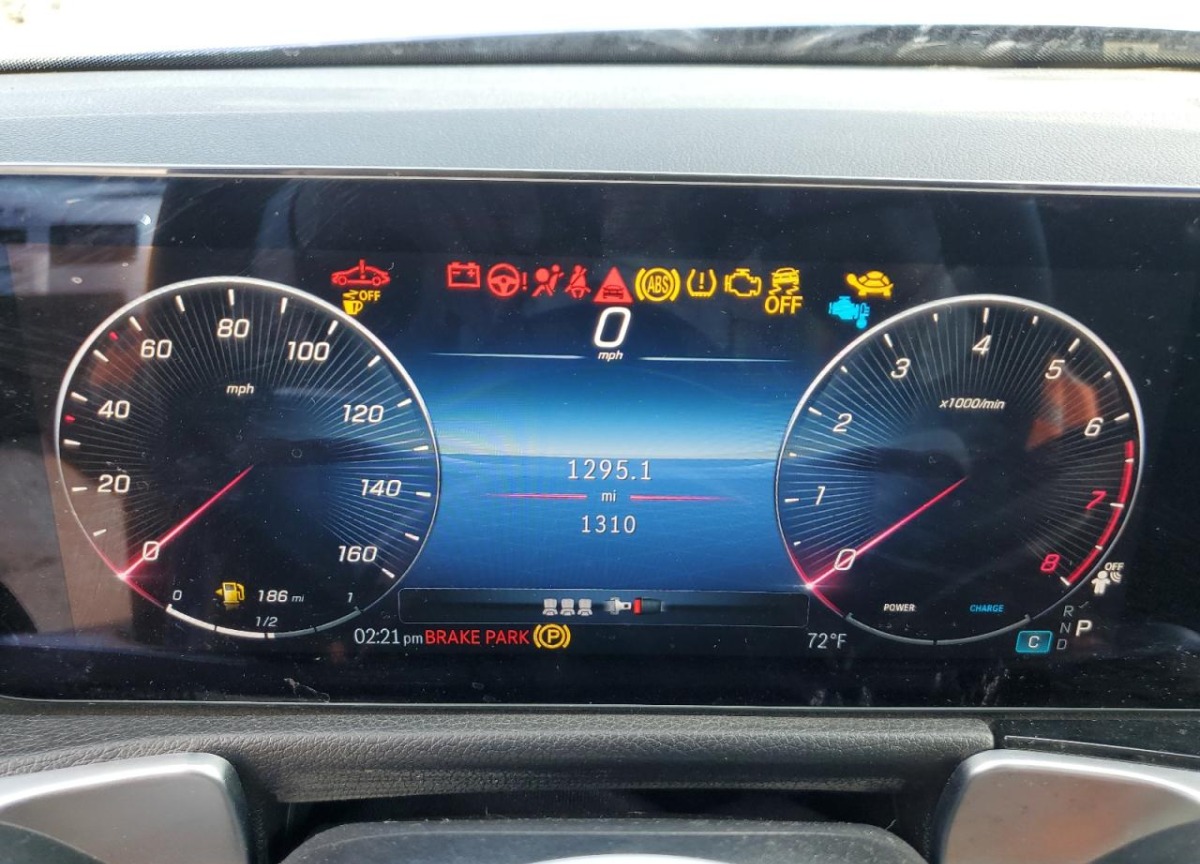 OFF
ABS
OFF
0
mph
0
20
40
60
80
100
120
140
160
mph
0
1/2
1
186 mi
1295.1
mi
1310
0
1
2
3
4
5
6
7
8
x1000/min
POWER
CHARGE
OFF
02:21 pm BRAKE PARK P
72°F
C
R
N
D
P